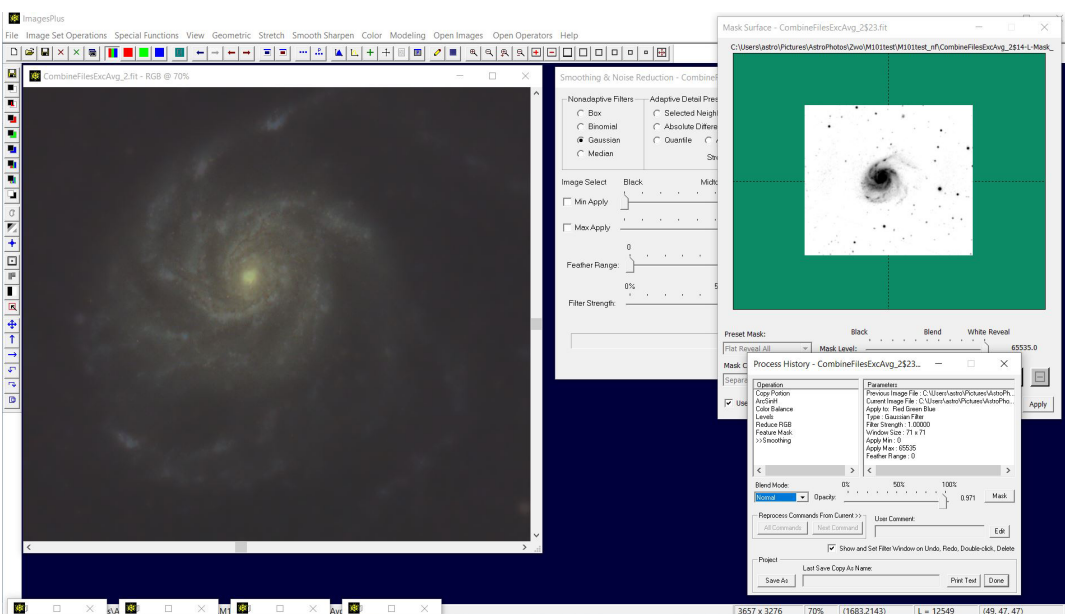 ImagesPlus
File Image Set Operations Special Functions View Geometric Stretch Smooth Sharpen Color Modeling Open Images Open Operators Help
CombineFilesExcAvg_2.fit - RGB @ 70%
Smoothing & Noise Reduction - Combine
Nonadaptive Filters
Box
Binomial
Gaussian
Median
Adaptive Detail Pres
Selected Neigh
Absolute Differe
Quantile
Str
Image Select
Black
Midto
Min Apply
Max Apply
0
Feather Range:
0%
5
Filter Strength:
Mask Surface - CombineFilesExcAvg_2$23.fit
C:\Users\astro\Pictures\AstroPhotos\Zwo\M101test\M101test_nf\CombineFilesExcAvg_2$14-L-Mask_
Preset Mask:
Black
Blend
White Reveal
Flat Reveal All
Mask Level:
65535.0
Mask C
Separa
Use
Apply
Process History - CombineFilesExcAvg_2$23...
Operation
Copy Portion
ArcSinH
Color Balance
Levels
Reduce RGB
Feature Mask
>>Smoothing
Parameters
Previous Image File : C:\Users\astro\Pictures\AstroPh...
Current Image File : C:\Users\astro\Pictures\AstroPho...
Apply to: Red Green Blue
Type : Gaussian Filter
Filter Strength : 1.00000
Window Size : 71 x 71
Apply Min : 0
Apply Max : 65535
Feather Range : 0
Blend Mode:
0%
50%
100%
Normal
Opacity:
0.971
Mask
Reprocess Commands From Current >>
All Commands
Next Command
User Comment:
Edit
Show and Set Filter Window on Undo, Redo, Double-click, Delete
Project
Last Save Copy As Name:
Save As
Print Text
Done
3657 x 3276
70%
(1683,2143)
L = 12549
(49, 47, 47)